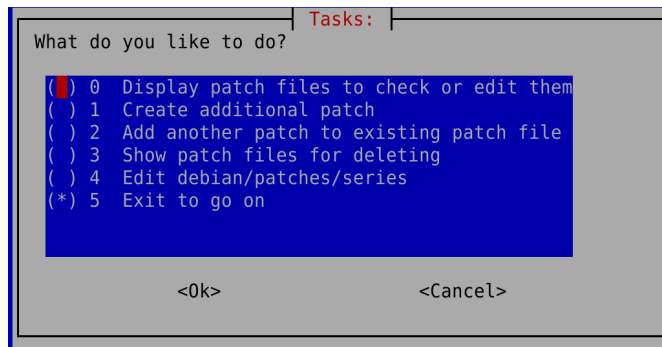 Tasks:
What do you like to do?
( ) 0 Display patch files to check or edit them
( ) 1 Create additional patch
( ) 2 Add another patch to existing patch file
( ) 3 Show patch files for deleting
( ) 4 Edit debian/patches/series
(*) 5 Exit to go on
<Ok> <Cancel>